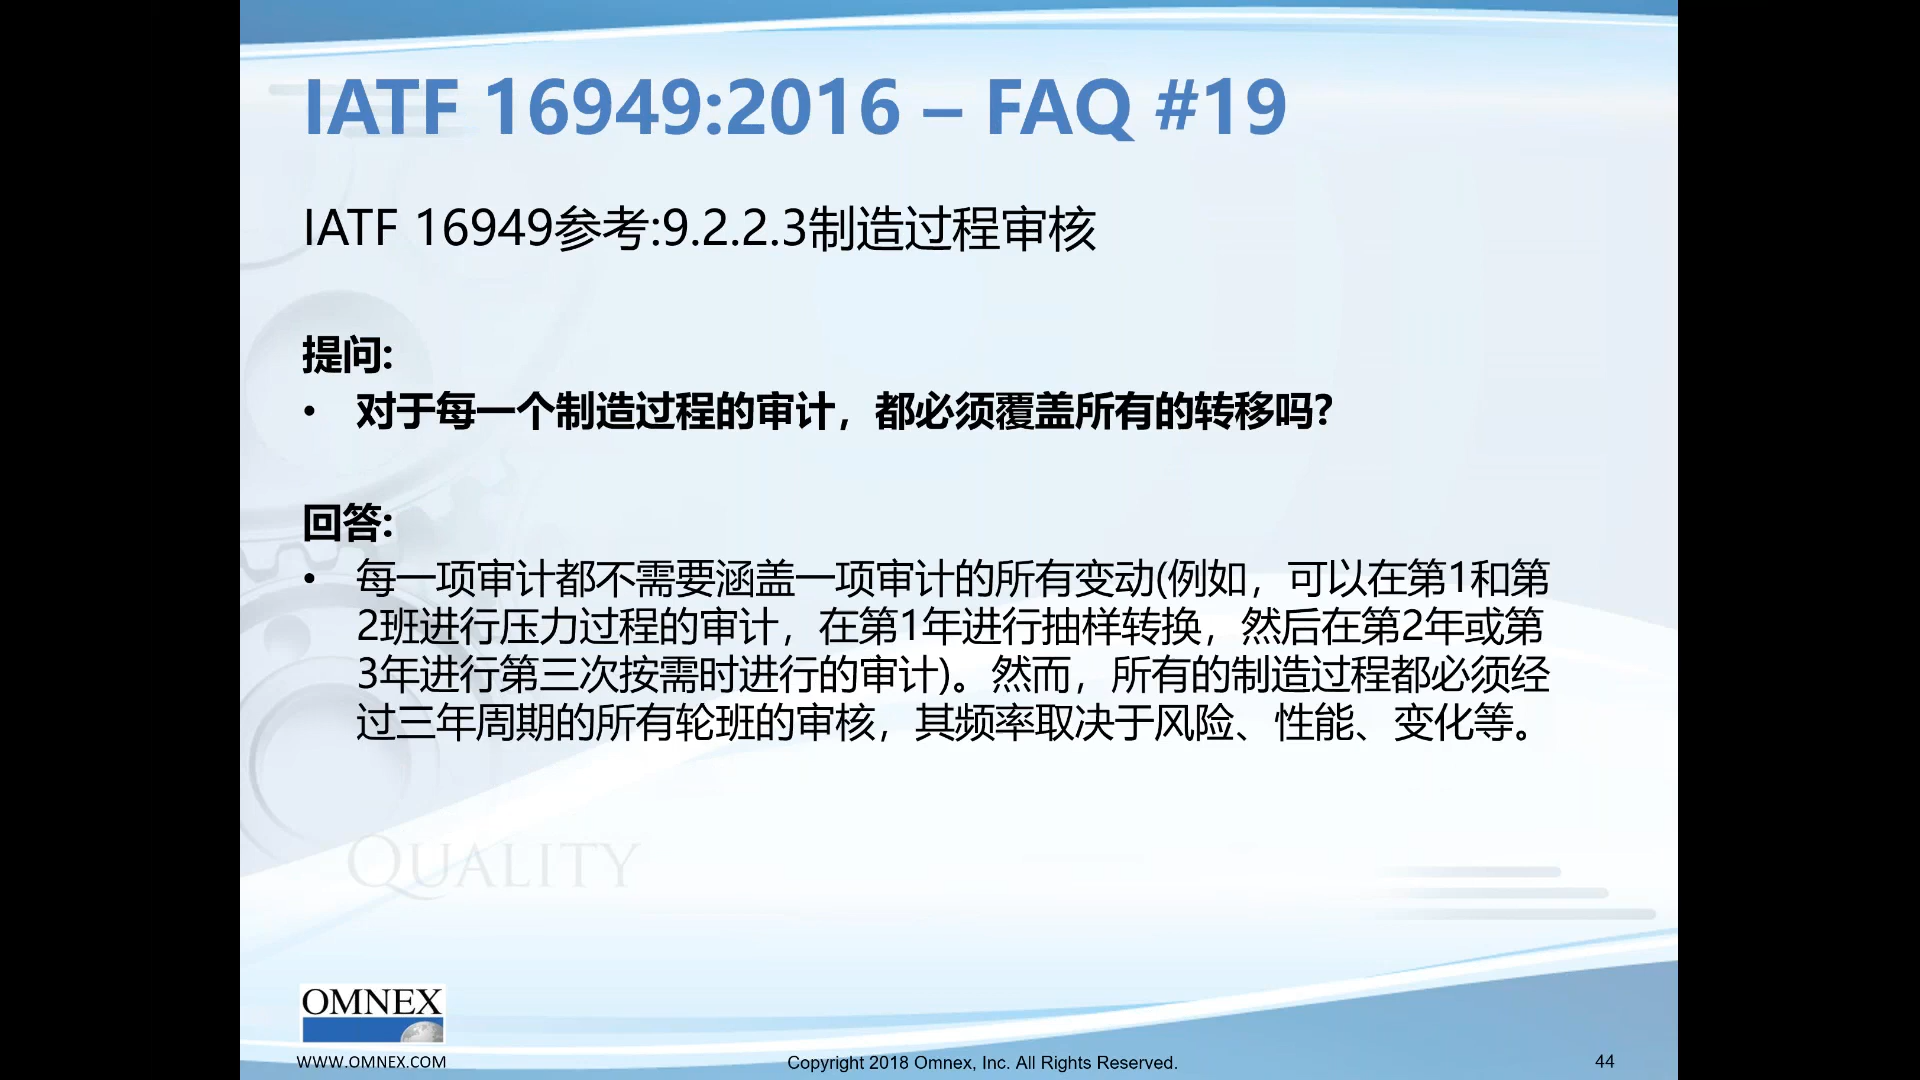 IATF 16949:2016 – FAQ #19
IATF 16949参考:9.2.2.3制造过程审核
提问:
• 对于每一个制造过程的审计，都必须覆盖所有的转移吗?
回答:
• 每一项审计都不需要涵盖一项审计的所有变动(例如，可以在第1和第
2班进行压力过程的审计，在第1年进行抽样转换，然后在第2年或第
3年进行第三次按需时进行的审计)。然而，所有的制造过程都必须经
过三年周期的所有轮班的审核，其频率取决于风险、性能、变化等。
QUALITY
OMNEX
WWW.OMNEX.COM
Copyright 2018 Omnex, Inc. All Rights Reserved.
44